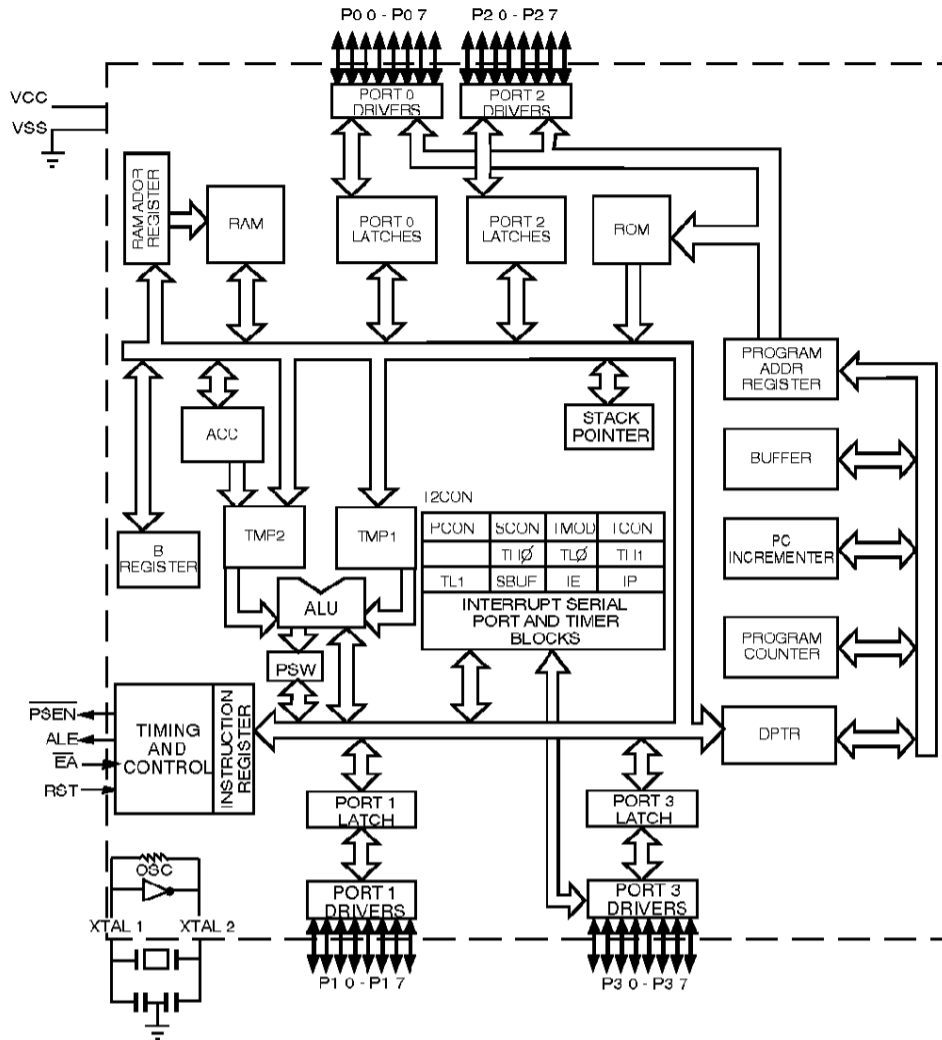 P0 0 - P0 7
P2 0 - P2 7
PORT 0
DRIVERS
PORT 2
DRIVERS
VCC
VSS
RAM ADDR
REGISTER
RAM
PORT 0
LATCHES
PORT 2
LATCHES
ROM
PROGRAM
ADDR
REGISTER
STACK
POINTER
ACC
BUFFER
T2CON
PCON SCON TMOD TCON
THØ TLØ TH1
TL1 SBUF IE IP
INTERRUPT SERIAL
PORT AND TIMER
BLOCKS
B
REGISTER
TMP2
TMP1
PC
INCREMENTER
ALU
PSW
PROGRAM
COUNTER
PSEN
ALE
EA
RST
TIMING
AND
CONTROL
INSTRUCTION
REGISTER
DPTR
PORT 1
LATCH
PORT 3
LATCH
OSC
PORT 1
DRIVERS
PORT 3
DRIVERS
XTAL 1
XTAL 2
P1 0 - P1 7
P3 0 - P3 7